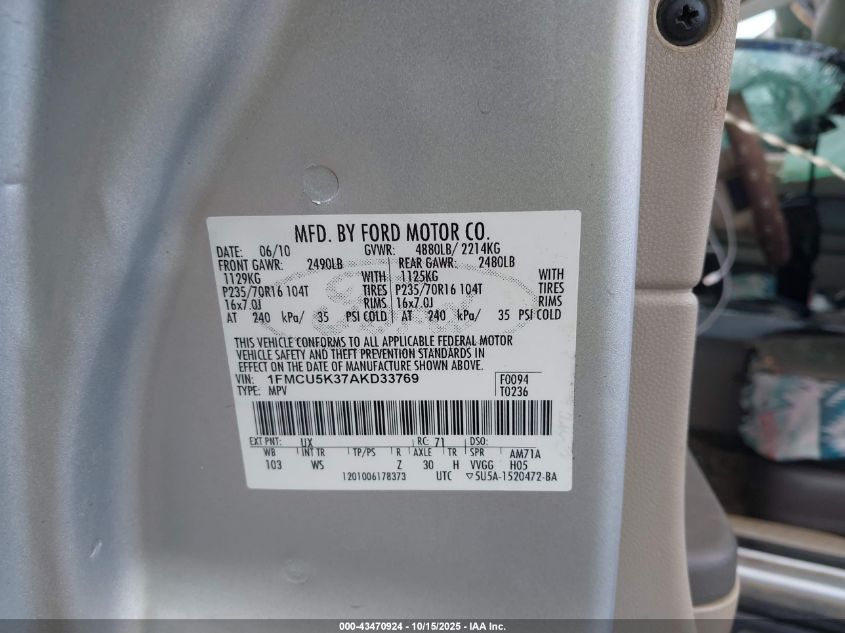 MFD. BY FORD MOTOR CO.
DATE: 06/10 GVWR: 4880LB/ 2214KG
FRONT GAWR: 2490LB REAR GAWR: 2480LB
1129KG WITH 1125KG WITH
P235/70R16 104T TIRES P235/70R16 104T TIRES
16x7.0J RIMS 16x7.0J RIMS
AT 240 kPa/ 35 PSI COLD AT 240 kPa/ 35 PSI COLD
THIS VEHICLE CONFORMS TO ALL APPLICABLE FEDERAL MOTOR
VEHICLE SAFETY AND THEFT PREVENTION STANDARDS IN
EFFECT ON THE DATE OF MANUFACTURE SHOWN ABOVE.
VIN: 1FMCU5K37AKD33769 F0094
TYPE: MPV T0236
EXT PNT: UX RC: 71 DSO:
WB INT TR TP/PS R AXLE TR SPR AM71A
103 WS Z 30 H VVGG H05
1201006178373 UTC ▽5U5A-1520472-BA
000-43470924 - 10/15/2025 - IAA Inc.